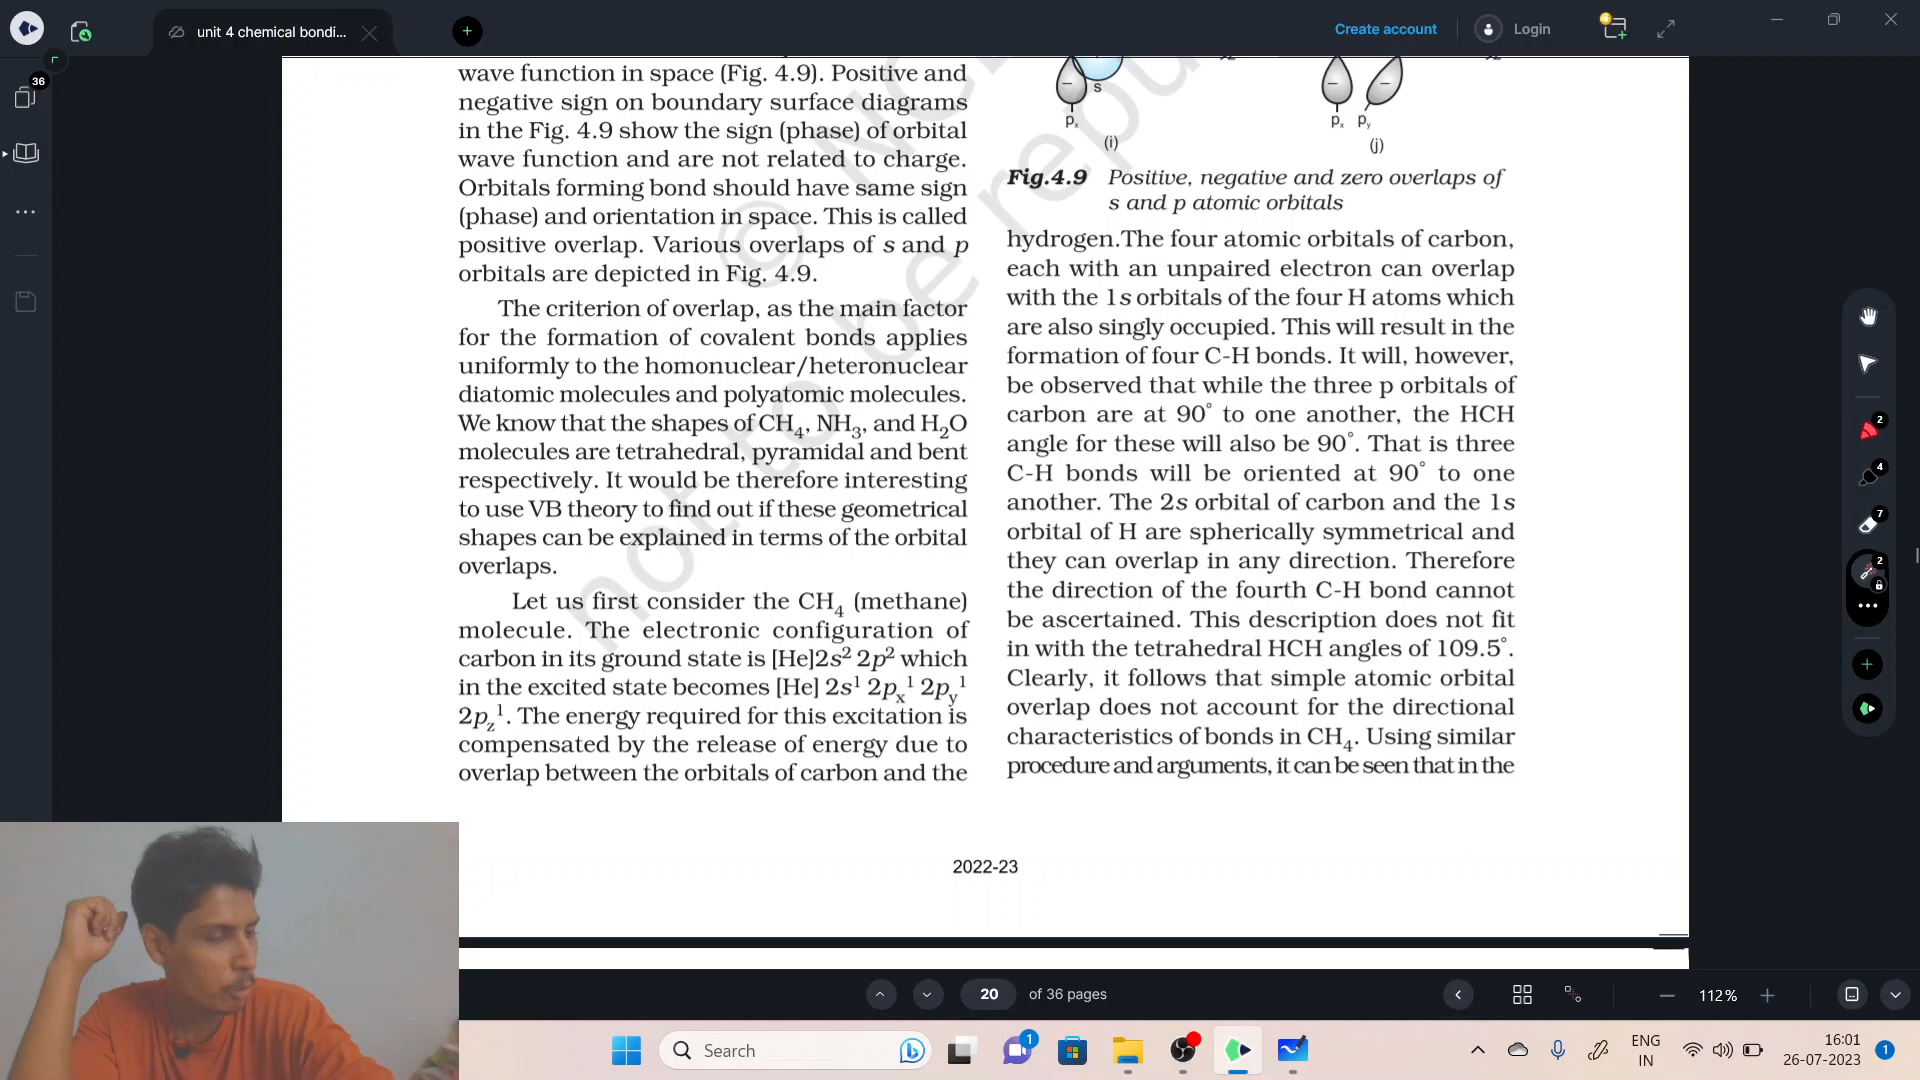 unit 4 chemical bondi...
Create account
Login
36
wave function in space (Fig. 4.9). Positive and
negative sign on boundary surface diagrams
in the Fig. 4.9 show the sign (phase) of orbital
wave function and are not related to charge.
Orbitals forming bond should have same sign
(phase) and orientation in space. This is called
positive overlap. Various overlaps of s and p
orbitals are depicted in Fig. 4.9.
The criterion of overlap, as the main factor
for the formation of covalent bonds applies
uniformly to the homonuclear/heteronuclear
diatomic molecules and polyatomic molecules.
We know that the shapes of CH₄, NH₃, and H₂O
molecules are tetrahedral, pyramidal and bent
respectively. It would be therefore interesting
to use VB theory to find out if these geometrical
shapes can be explained in terms of the orbital
overlaps.
Let us first consider the CH₄ (methane)
molecule. The electronic configuration of
carbon in its ground state is [He]2s² 2p² which
in the excited state becomes [He] 2s¹ 2pₓ¹ 2p_y¹
2p_z¹. The energy required for this excitation is
compensated by the release of energy due to
overlap between the orbitals of carbon and the
− s
pₓ
(i)
− −
pₓ p_y
(j)
Fig.4.9 Positive, negative and zero overlaps of
s and p atomic orbitals
hydrogen.The four atomic orbitals of carbon,
each with an unpaired electron can overlap
with the 1s orbitals of the four H atoms which
are also singly occupied. This will result in the
formation of four C-H bonds. It will, however,
be observed that while the three p orbitals of
carbon are at 90° to one another, the HCH
angle for these will also be 90°. That is three
C-H bonds will be oriented at 90° to one
another. The 2s orbital of carbon and the 1s
orbital of H are spherically symmetrical and
they can overlap in any direction. Therefore
the direction of the fourth C-H bond cannot
be ascertained. This description does not fit
in with the tetrahedral HCH angles of 109.5°.
Clearly, it follows that simple atomic orbital
overlap does not account for the directional
characteristics of bonds in CH₄. Using similar
procedure and arguments, it can be seen that in the
© NC
not to be repu
2022-23
2
4
7
2
20 of 36 pages
112%
Search
1
ENG
IN
16:01
26-07-2023
1